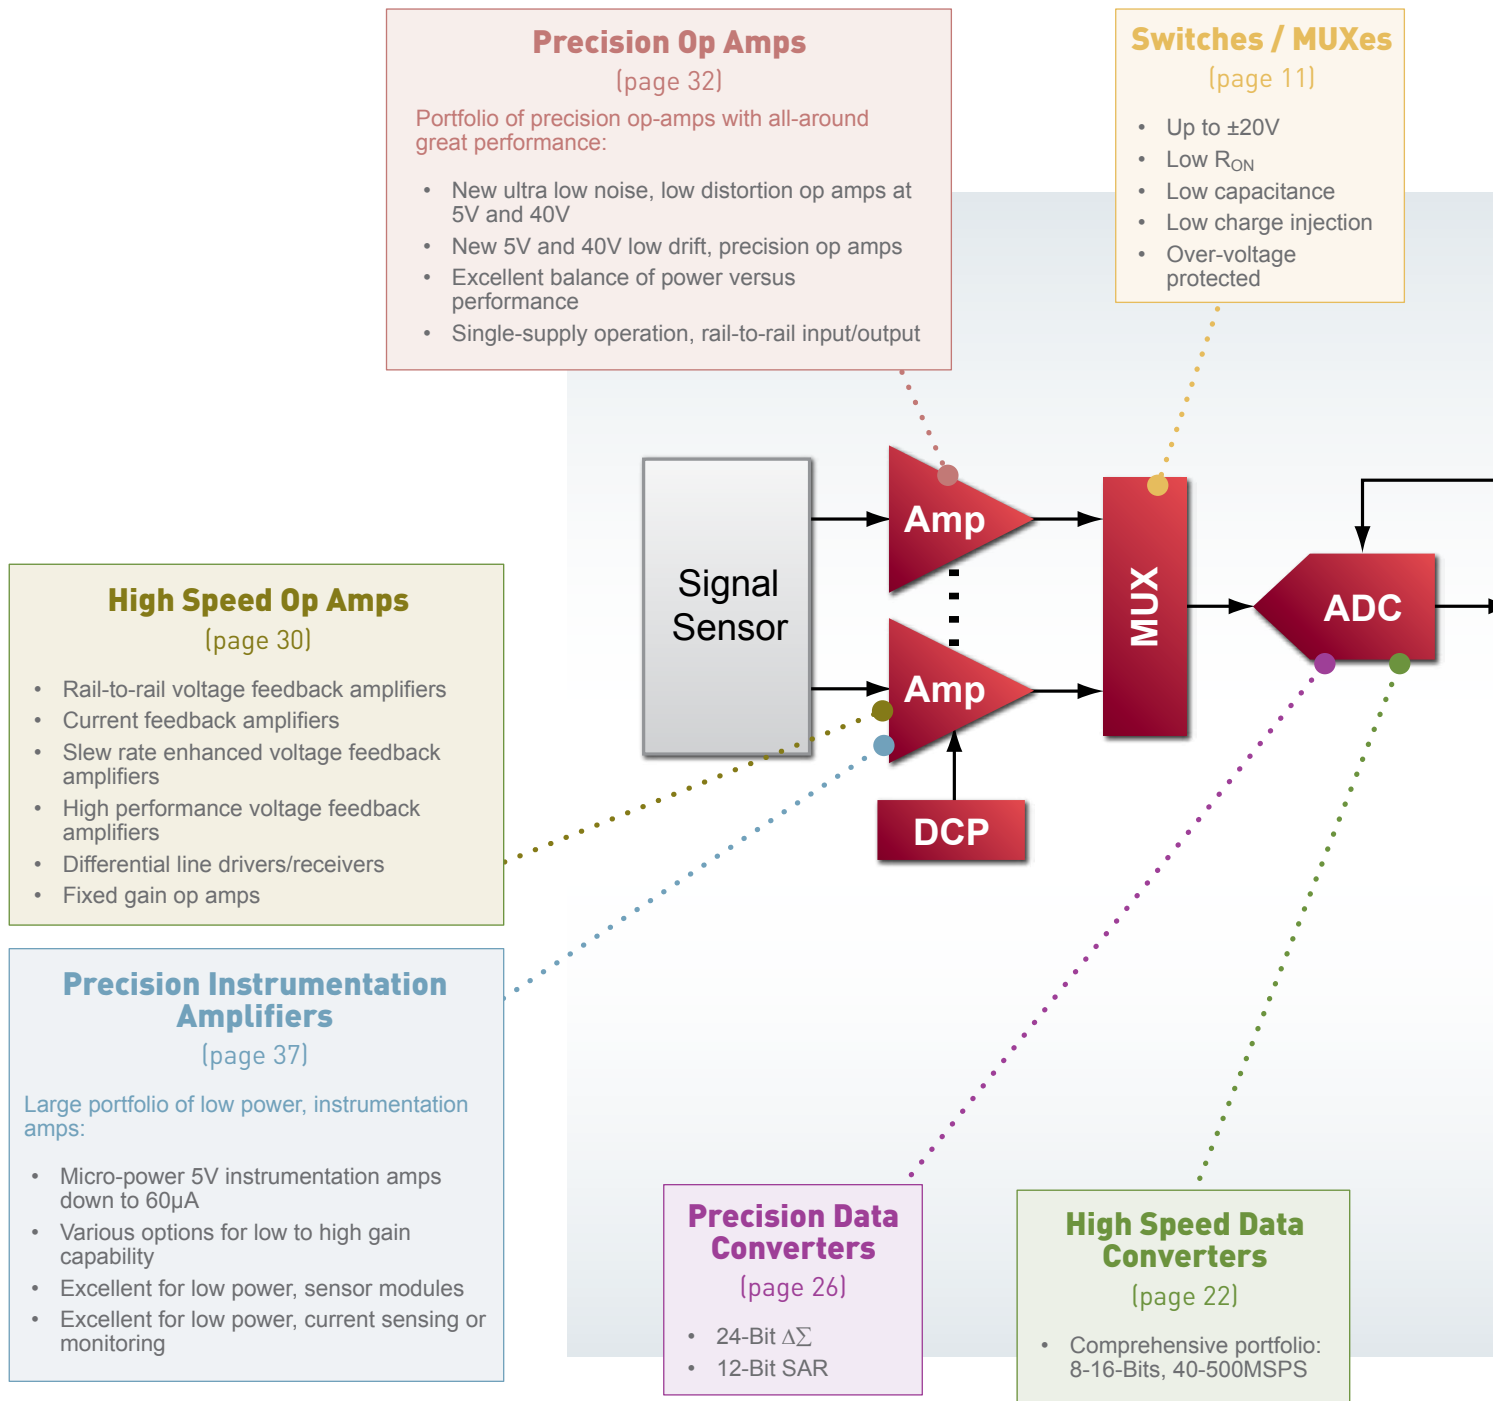 Precision Op Amps
(page 32)
Portfolio of precision op-amps with all-around
great performance:
• New ultra low noise, low distortion op amps at
5V and 40V
• New 5V and 40V low drift, precision op amps
• Excellent balance of power versus
performance
• Single-supply operation, rail-to-rail input/output
Switches / MUXes
(page 11)
• Up to ±20V
• Low RON
• Low capacitance
• Low charge injection
• Over-voltage
protected
Signal
Sensor
Amp
Amp
DCP
MUX
ADC
High Speed Op Amps
(page 30)
• Rail-to-rail voltage feedback amplifiers
• Current feedback amplifiers
• Slew rate enhanced voltage feedback
amplifiers
• High performance voltage feedback
amplifiers
• Differential line drivers/receivers
• Fixed gain op amps
Precision Instrumentation
Amplifiers
(page 37)
Large portfolio of low power, instrumentation
amps:
• Micro-power 5V instrumentation amps
down to 60µA
• Various options for low to high gain
capability
• Excellent for low power, sensor modules
• Excellent for low power, current sensing or
monitoring
Precision Data
Converters
(page 26)
• 24-Bit ΔΣ
• 12-Bit SAR
High Speed Data
Converters
(page 22)
• Comprehensive portfolio:
8-16-Bits, 40-500MSPS